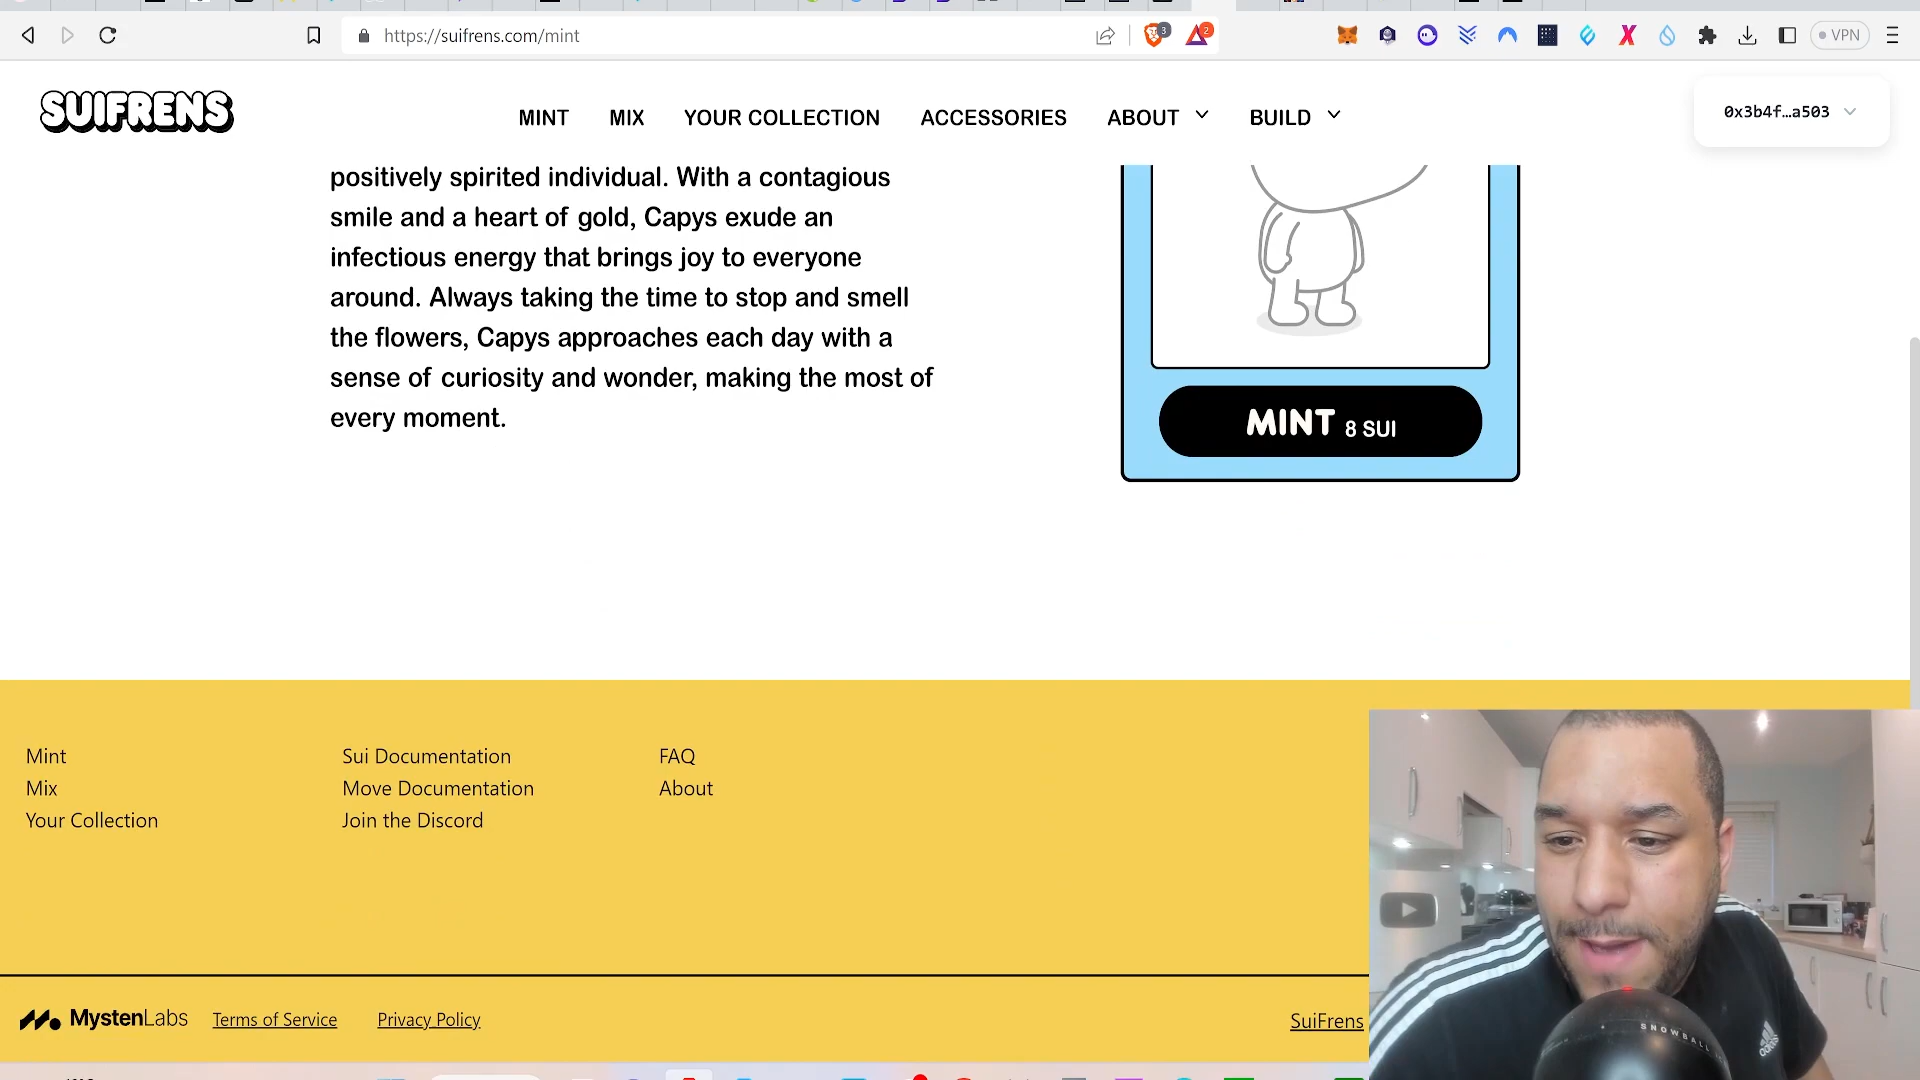 https://suifrens.com/mint
3
2
VPN
SUIFRENS
MINT
MIX
YOUR COLLECTION
ACCESSORIES
ABOUT
BUILD
0x3b4f…a503
positively spirited individual. With a contagious
smile and a heart of gold, Capys exude an
infectious energy that brings joy to everyone
around. Always taking the time to stop and smell
the flowers, Capys approaches each day with a
sense of curiosity and wonder, making the most of
every moment.
MINT 8 SUI
Mint
Mix
Your Collection
Sui Documentation
Move Documentation
Join the Discord
FAQ
About
MystenLabs
Terms of Service
Privacy Policy
SuiFrens
SNOWBALL
adidas